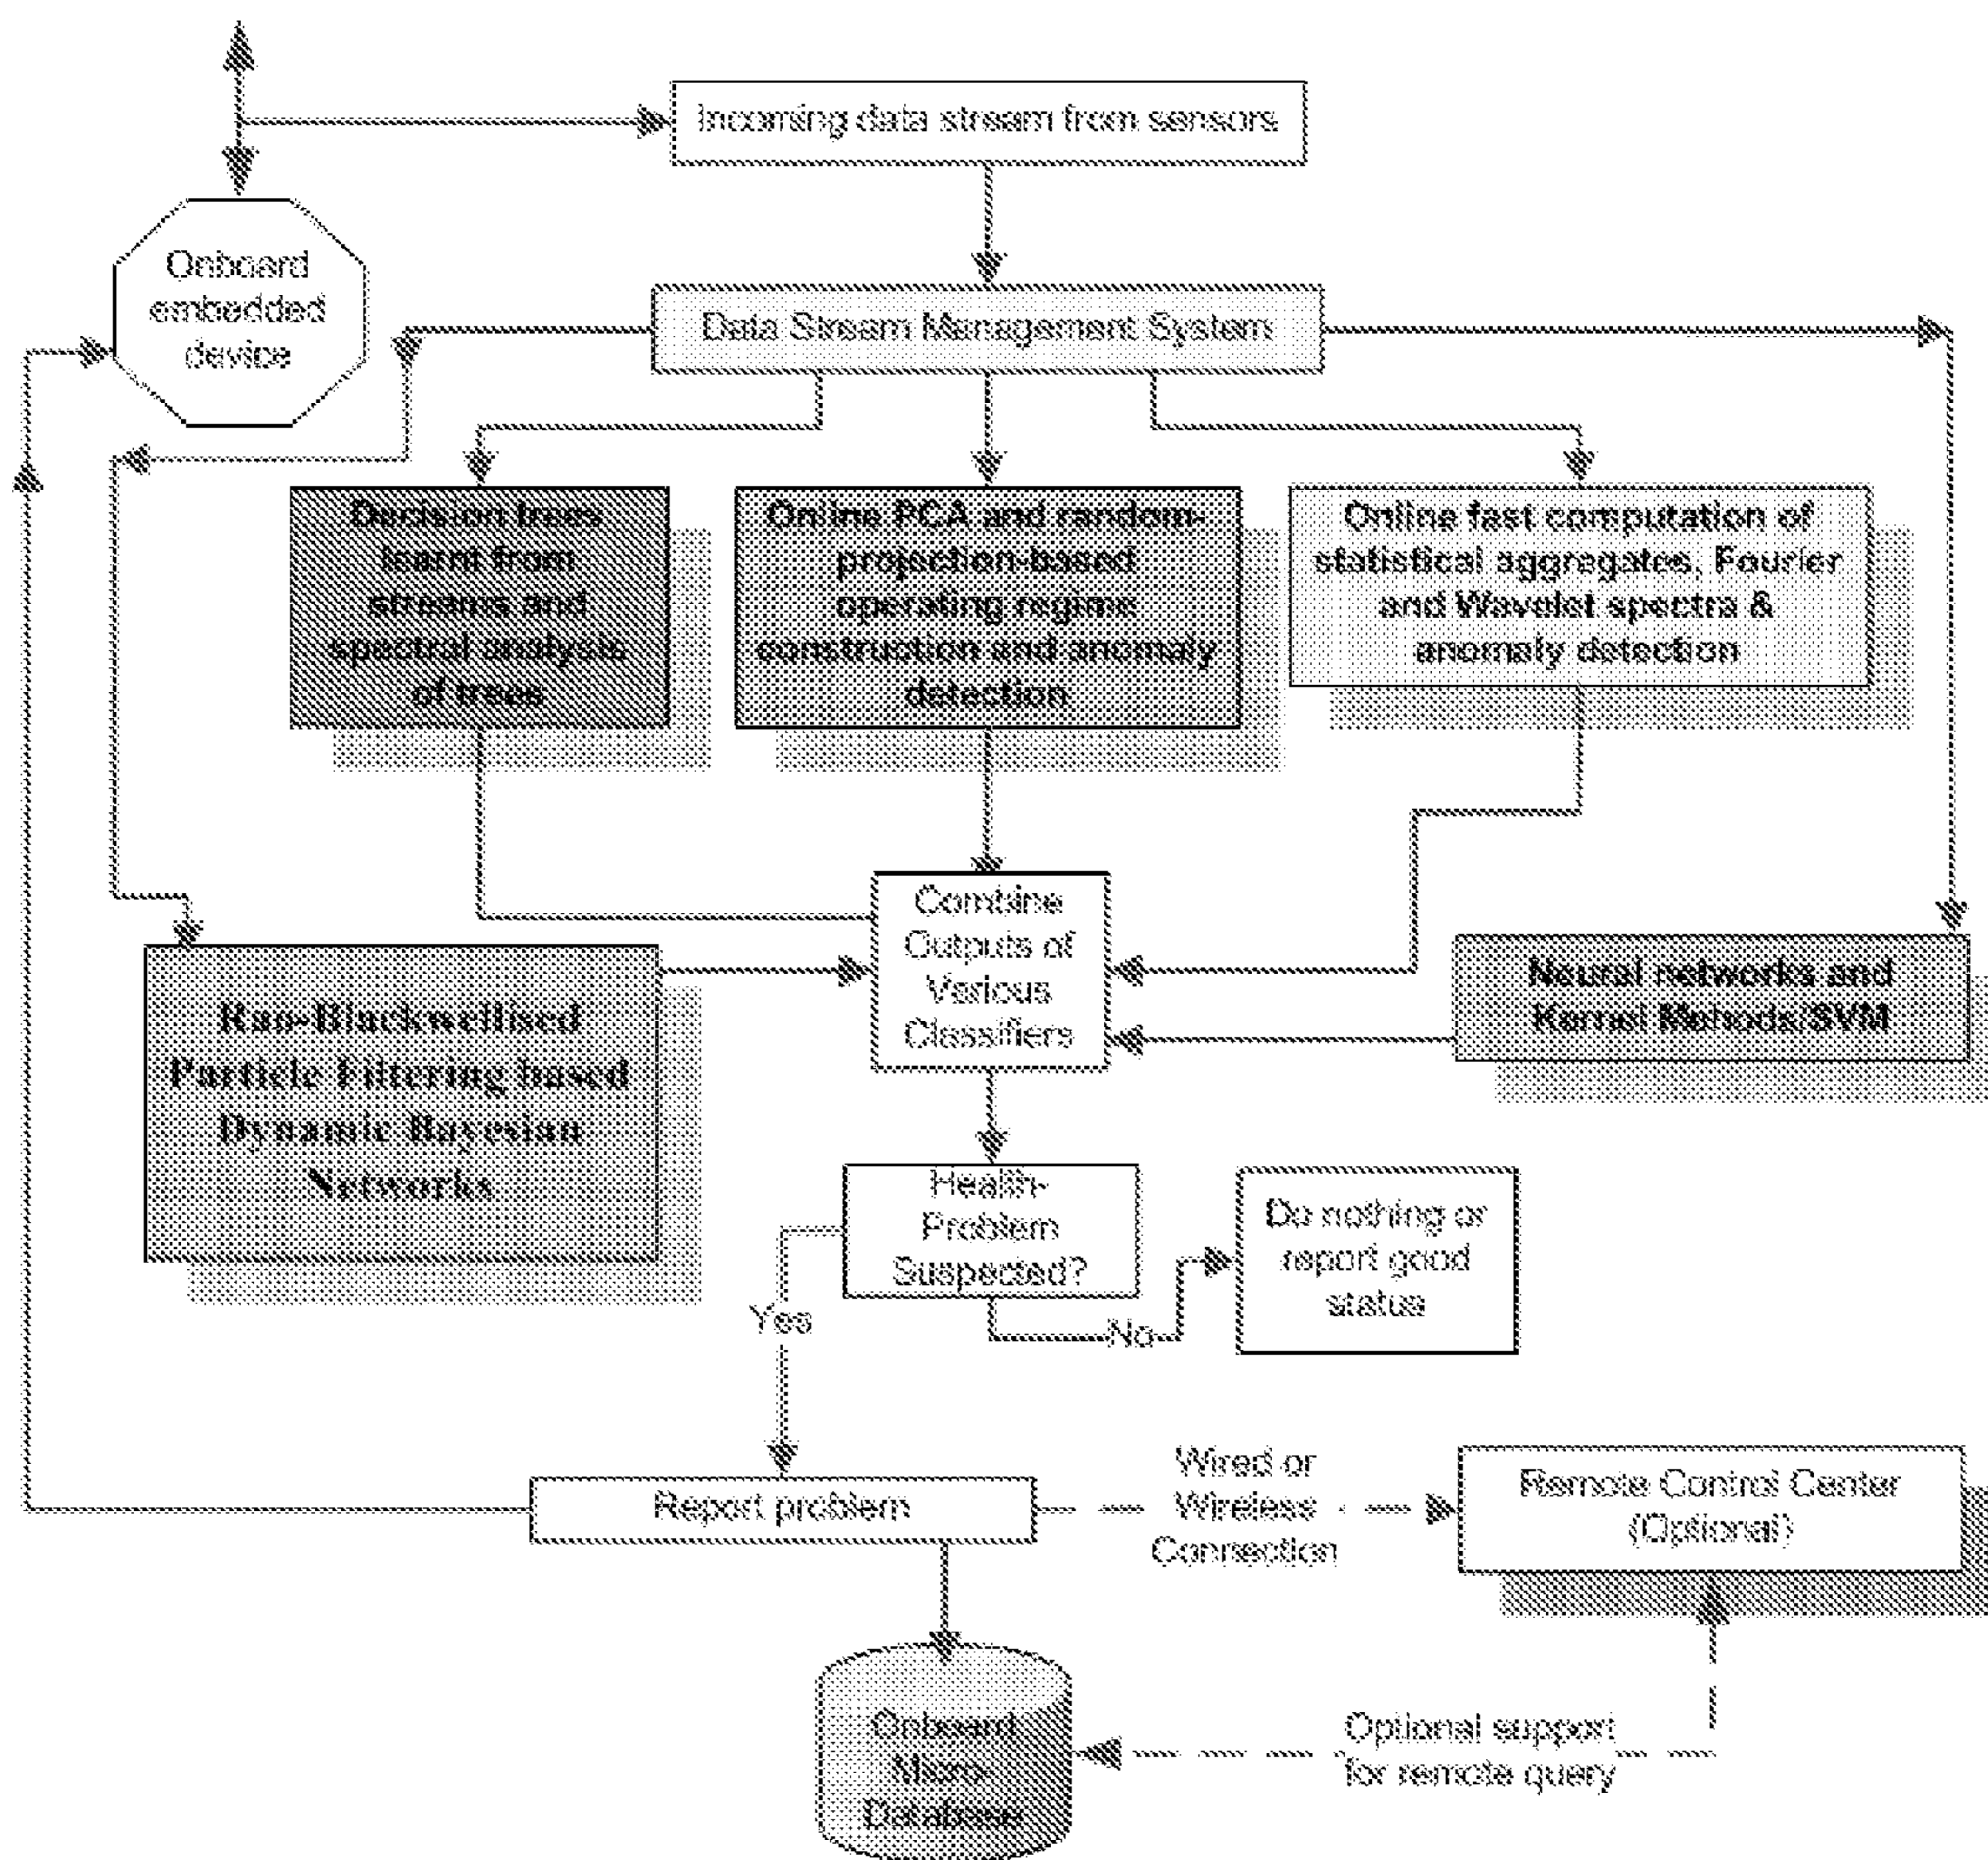 Incoming data stream from sensors
Onboard
embedded
device
Data Stream Management System
Decision trees
learnt from
streams and
spectral analysis
of trees
Online PCA and random-
projection-based
operating regime
construction and anomaly
detection
Online fast computation of
statistical aggregates, Fourier
and Wavelet spectra &
anomaly detection
Combine
Outputs of
Various
Classifiers
Rao-Blackwellised
Particle Filtering based
Dynamic Bayesian
Networks
Neural networks and
Kernel Mehods/SVM
Health-
Problem
Suspected?
Do nothing or
report good
status
Yes
No
Report problem
Wired or
Wireless
Connection
Remote Control Center
(Optional)
Onboard
Micro-
Database
Optional support
for remote query